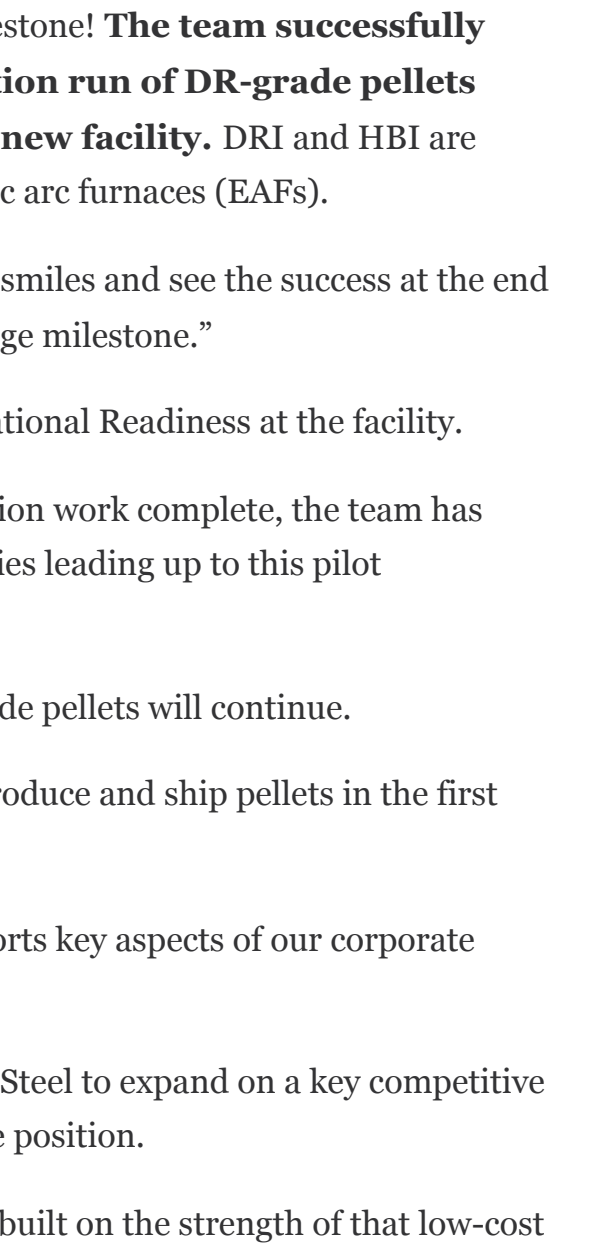 estone! The team successfully
tion run of DR-grade pellets
new facility. DRI and HBI are
c arc furnaces (EAFs).
smiles and see the success at the end
ge milestone.”
ational Readiness at the facility.
ion work complete, the team has
ies leading up to this pilot
de pellets will continue.
roduce and ship pellets in the first
orts key aspects of our corporate
Steel to expand on a key competitive
e position.
built on the strength of that low-cost